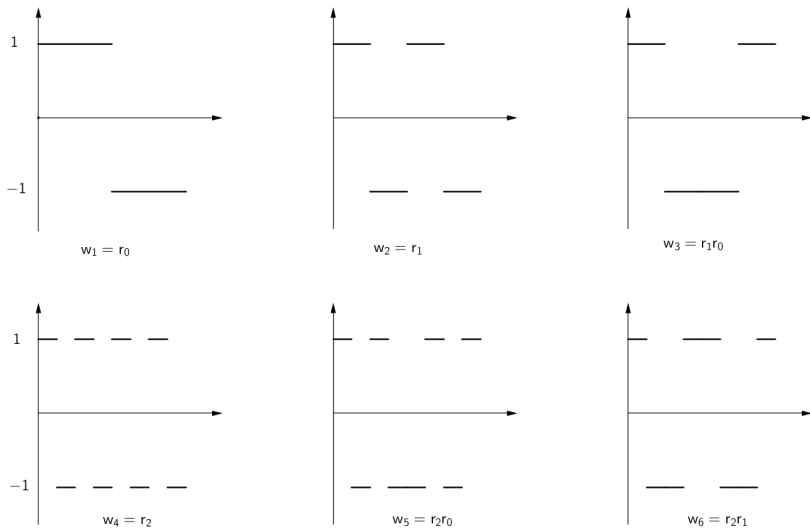 1
−1
w₁ = r₀
w₂ = r₁
w₃ = r₁r₀
1
−1
w₄ = r₂
w₅ = r₂r₀
w₆ = r₂r₁